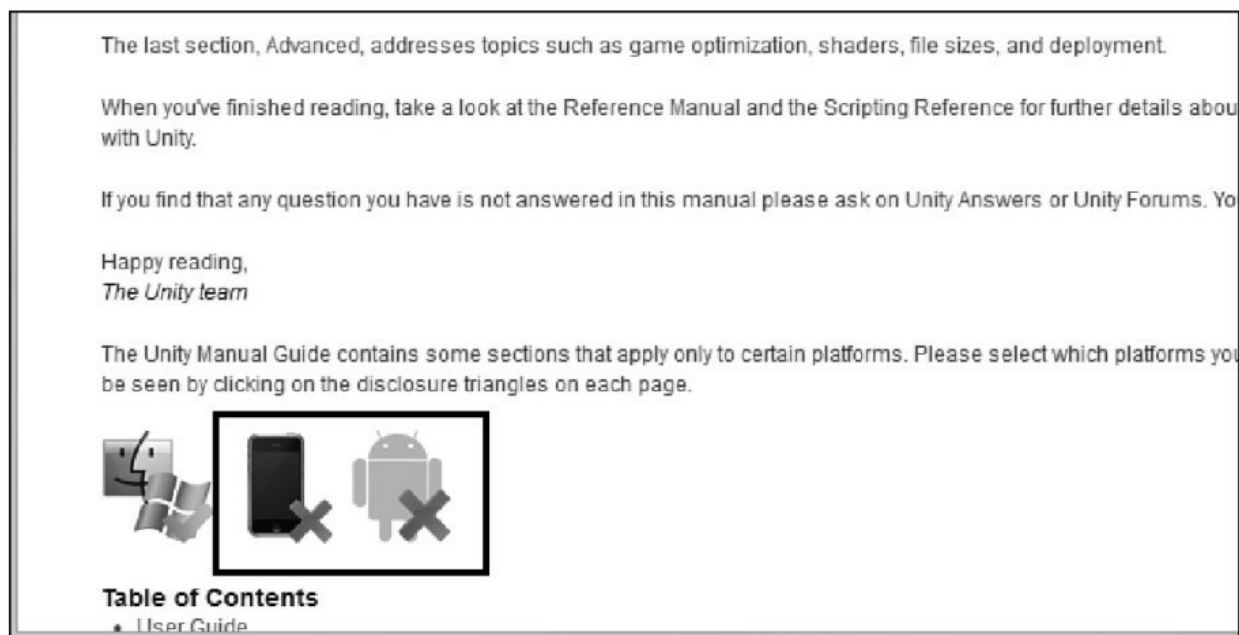 The last section, Advanced, addresses topics such as game optimization, shaders, file sizes, and deployment.
When you've finished reading, take a look at the Reference Manual and the Scripting Reference for further details abou
with Unity.
If you find that any question you have is not answered in this manual please ask on Unity Answers or Unity Forums. Yo
Happy reading,
The Unity team
The Unity Manual Guide contains some sections that apply only to certain platforms. Please select which platforms you
be seen by clicking on the disclosure triangles on each page.
Table of Contents
• User Guide